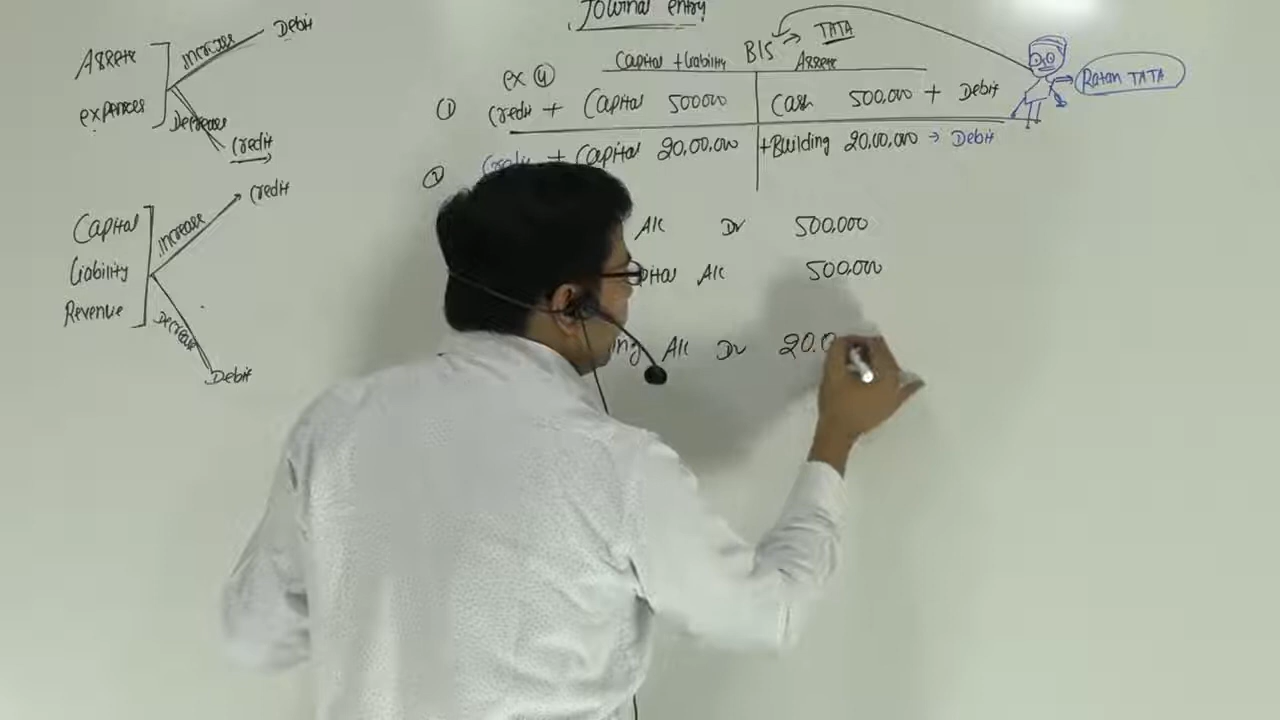 Journal entry
Assets
expences
Increase
Debit
Decrease
Credit
Capital
Liability
Revenue
Increase
Credit
Decrease
Debit
B/S → TATA
Ratan TATA
ex ④
Capital + Liability Assets
① Credit + Capital 500000 Cash 500,000 + Debit
② + Capital 20,00,000 + Building 20,00,000 → Debit
A/c Dr 500,000
A/c 500,000
A/c Dr